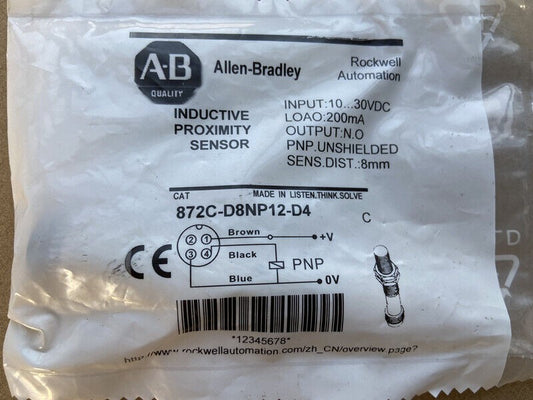 A-B
QUALITY
Allen-Bradley
Rockwell
Automation
INDUCTIVE
PROXIMITY
SENSOR
INPUT:10...30VDC
LOAO:200mA
OUTPUT:N.O
PNP.UNSHIELDED
SENS.DIST.:8mm
CAT
MADE IN LISTEN.THINK.SOLVE
872C-D8NP12-D4
C
2 1
3 4
Brown
+V
Black
PNP
Blue
0V
CE
*12345678*
http://www.rockwellautomation.com/zh_CN/overview.page?